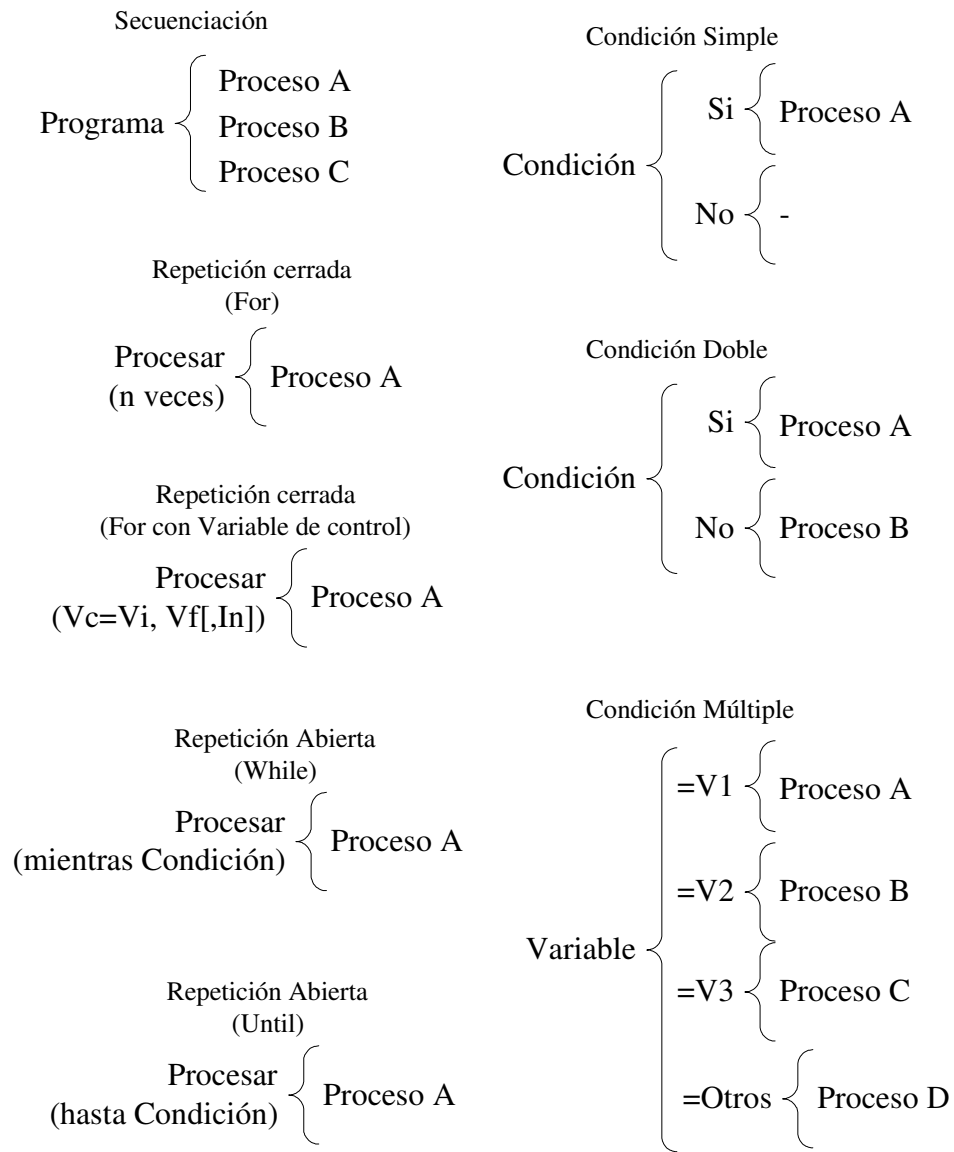 Secuenciación
Programa
Proceso A
Proceso B
Proceso C
Repetición cerrada
(For)
Procesar
(n veces)
Proceso A
Repetición cerrada
(For con Variable de control)
Procesar
(Vc=Vi, Vf[,In])
Proceso A
Repetición Abierta
(While)
Procesar
(mientras Condición)
Proceso A
Repetición Abierta
(Until)
Procesar
(hasta Condición)
Proceso A
Condición Simple
Condición
Si
Proceso A
No
-
Condición Doble
Condición
Si
Proceso A
No
Proceso B
Condición Múltiple
Variable
=V1
Proceso A
=V2
Proceso B
=V3
Proceso C
=Otros
Proceso D